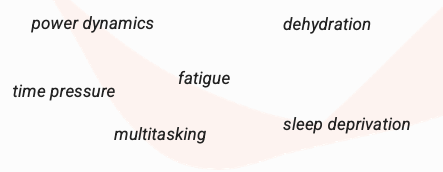 power dynamics
dehydration
fatigue
time pressure
sleep deprivation
multitasking